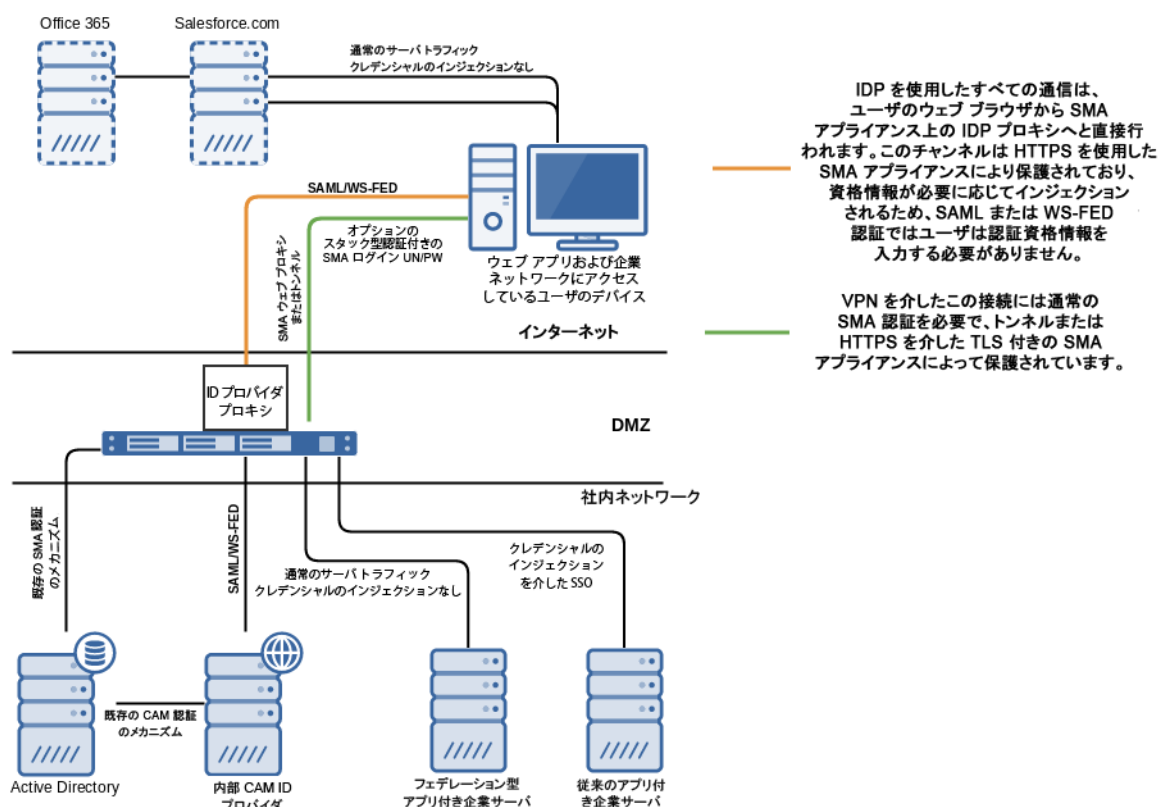 Office 365
Salesforce.com
通常のサーバトラフィック
クレデンシャルのインジェクションなし
SAML/WS-FED
オプションの
スタック型認証付きの
SMA ログイン UN/PW
SMA ウェブ プロキシ
またはトンネル
ウェブ アプリおよび企業
ネットワークにアクセス
しているユーザのデバイス
インターネット
IDP を使用したすべての通信は、
ユーザのウェブ ブラウザから SMA
アプライアンス上の IDP プロキシへと直接行
われます。このチャンネルは HTTPS を使用した
SMA アプライアンスにより保護されており、
資格情報が必要に応じてインジェクション
されるため、SAML または WS-FED
認証ではユーザは認証資格情報を
入力する必要がありません。
VPN を介したこの接続には通常の
SMA 認証を必要で、トンネルまたは
HTTPS を介した TLS 付きの SMA
アプライアンスによって保護されています。
ID プロバイダ
プロキシ
DMZ
社内ネットワーク
既存の SMA 認証
のメカニズム
SAML/WS-FED
通常のサーバトラフィック
クレデンシャルのインジェクションなし
クレデンシャルの
インジェクション
を介した SSO
既存の CAM 認証
のメカニズム
Active Directory
内部 CAM ID
プロバイダ
フェデレーション型
アプリ付き企業サーバ
従来のアプリ付
き企業サーバ